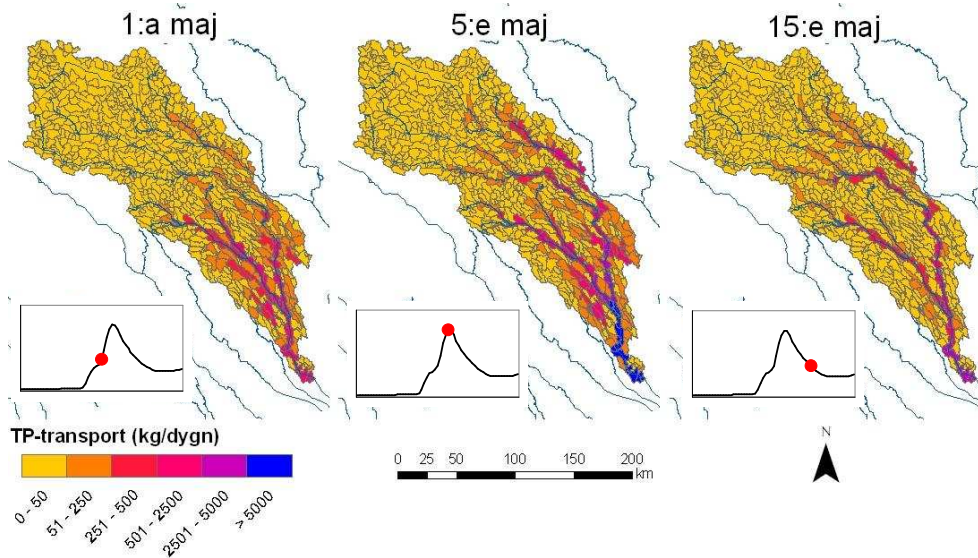 1:a maj
5:e maj
15:e maj
TP-transport (kg/dygn)
0 - 50
51 - 250
251 - 500
501 - 2500
2501 - 5000
> 5000
0 25 50 100 150 200
km
N